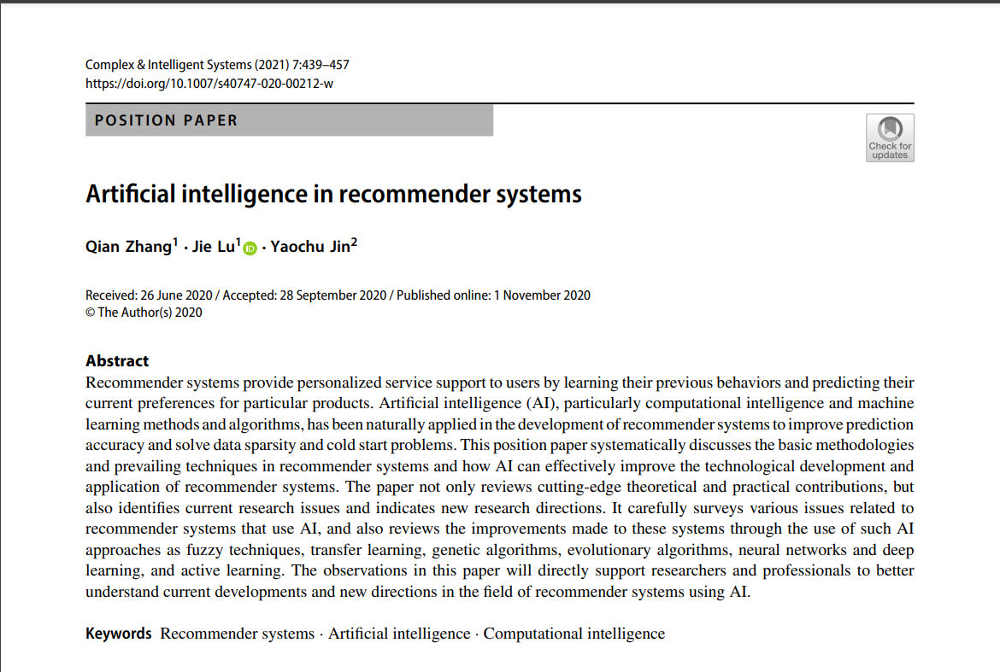 Complex & Intelligent Systems (2021) 7:439–457
https://doi.org/10.1007/s40747-020-00212-w
POSITION PAPER
Check for
updates
Artificial intelligence in recommender systems
Qian Zhang1 · Jie Lu1 iD · Yaochu Jin2
Received: 26 June 2020 / Accepted: 28 September 2020 / Published online: 1 November 2020
© The Author(s) 2020
Abstract
Recommender systems provide personalized service support to users by learning their previous behaviors and predicting their
current preferences for particular products. Artificial intelligence (AI), particularly computational intelligence and machine
learning methods and algorithms, has been naturally applied in the development of recommender systems to improve prediction
accuracy and solve data sparsity and cold start problems. This position paper systematically discusses the basic methodologies
and prevailing techniques in recommender systems and how AI can effectively improve the technological development and
application of recommender systems. The paper not only reviews cutting-edge theoretical and practical contributions, but
also identifies current research issues and indicates new research directions. It carefully surveys various issues related to
recommender systems that use AI, and also reviews the improvements made to these systems through the use of such AI
approaches as fuzzy techniques, transfer learning, genetic algorithms, evolutionary algorithms, neural networks and deep
learning, and active learning. The observations in this paper will directly support researchers and professionals to better
understand current developments and new directions in the field of recommender systems using AI.
Keywords Recommender systems · Artificial intelligence · Computational intelligence